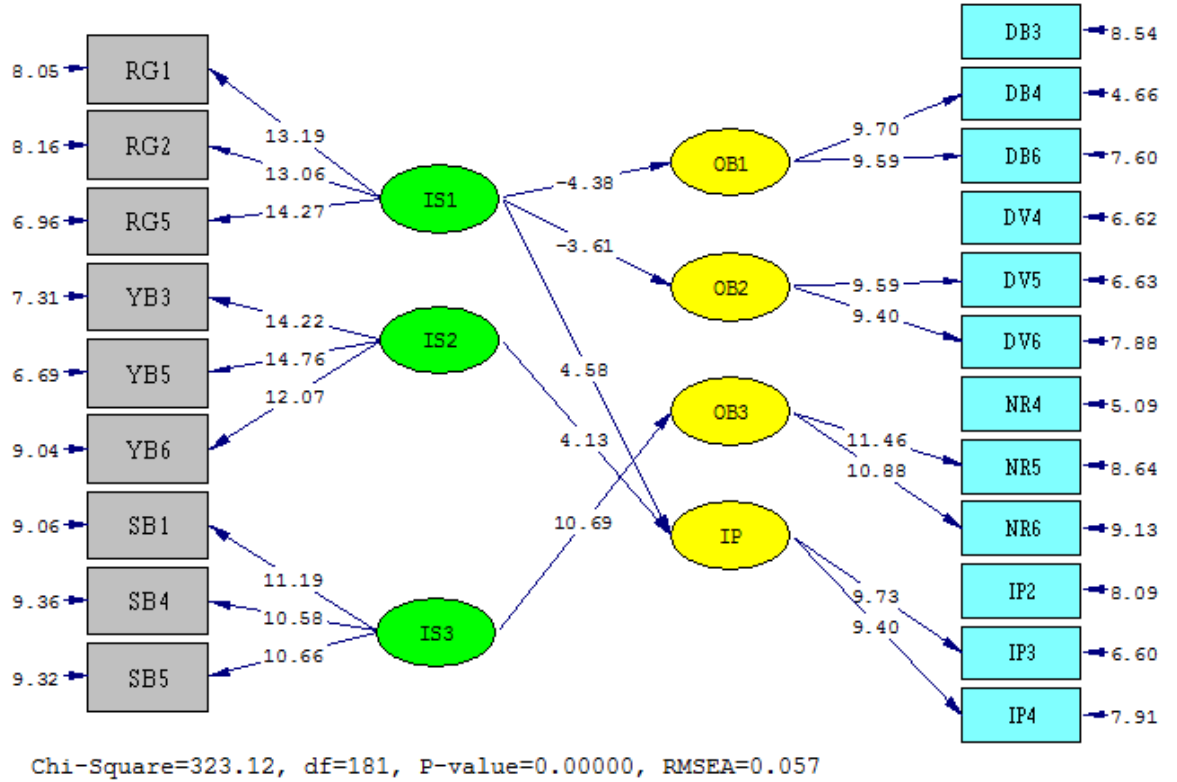 8.05 RG1
8.16 RG2
6.96 RG5
7.31 YB3
6.69 YB5
9.04 YB6
9.06 SB1
9.36 SB4
9.32 SB5
13.19
13.06
14.27
14.22
14.76
12.07
11.19
10.58
10.66
IS1
IS2
IS3
-4.38
-3.61
4.58
4.13
10.69
OB1
OB2
OB3
IP
9.70
9.59
9.59
9.40
11.46
10.88
9.73
9.40
DB3 8.54
DB4 4.66
DB6 7.60
DV4 6.62
DV5 6.63
DV6 7.88
NR4 5.09
NR5 8.64
NR6 9.13
IP2 8.09
IP3 6.60
IP4 7.91
Chi-Square=323.12, df=181, P-value=0.00000, RMSEA=0.057